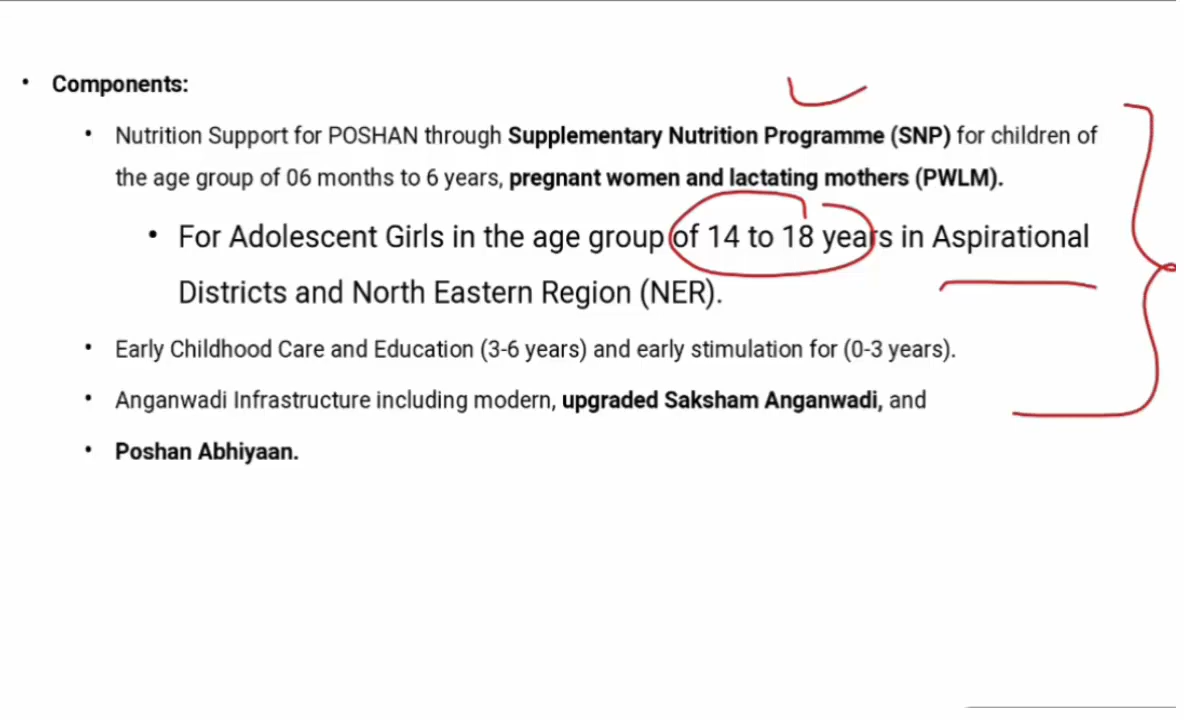 • Components:
• Nutrition Support for POSHAN through Supplementary Nutrition Programme (SNP) for children of
the age group of 06 months to 6 years, pregnant women and lactating mothers (PWLM).
• For Adolescent Girls in the age group of 14 to 18 years in Aspirational
Districts and North Eastern Region (NER).
• Early Childhood Care and Education (3-6 years) and early stimulation for (0-3 years).
• Anganwadi Infrastructure including modern, upgraded Saksham Anganwadi, and
• Poshan Abhiyaan.